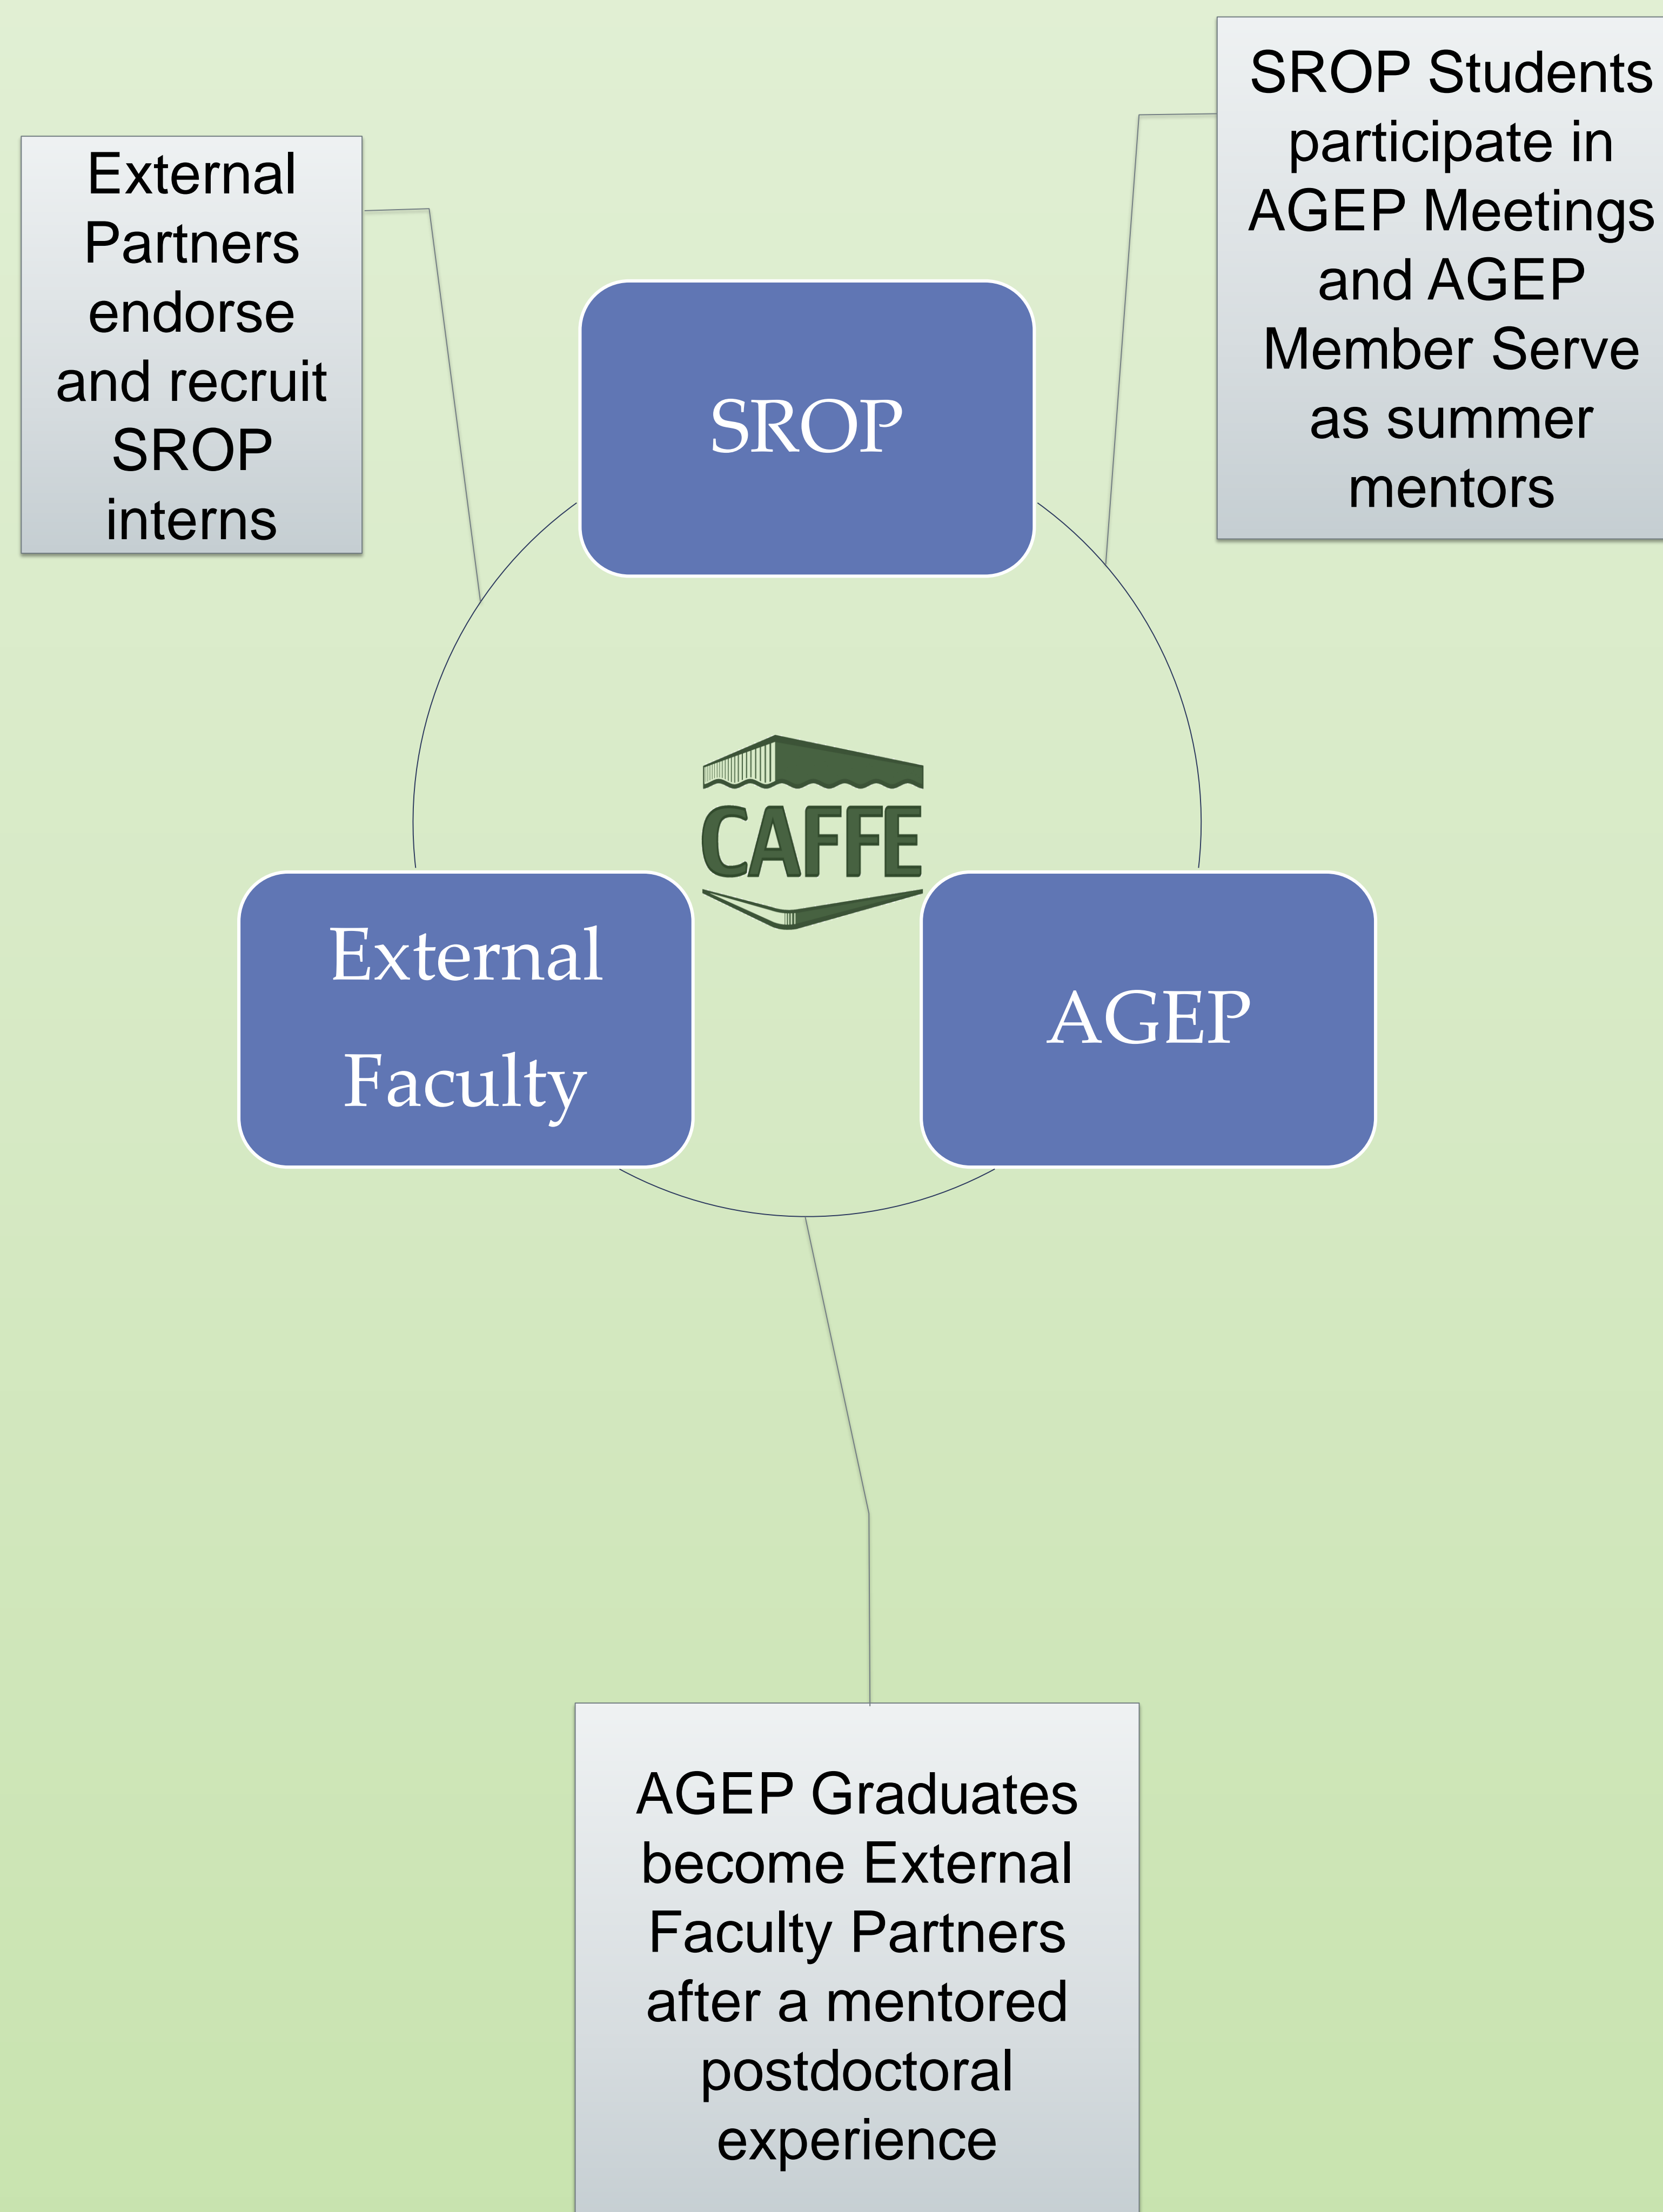 External
Partners
endorse
and recruit
SROP
interns
SROP Students
participate in
AGEP Meetings
and AGEP
Member Serve
as summer
mentors
SROP
CAFFE
External
Faculty
AGEP
AGEP Graduates
become External
Faculty Partners
after a mentored
postdoctoral
experience